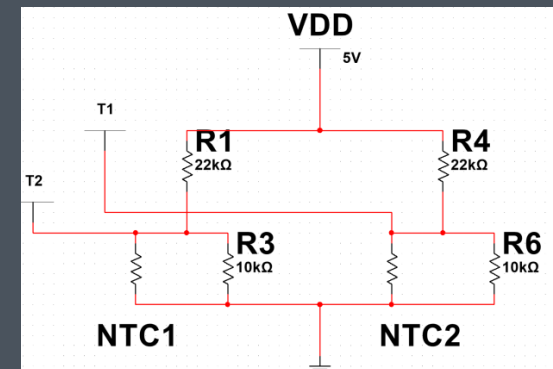 VDD
5V
T1
R1
22kΩ
R4
22kΩ
T2
R3
10kΩ
R6
10kΩ
NTC1
NTC2